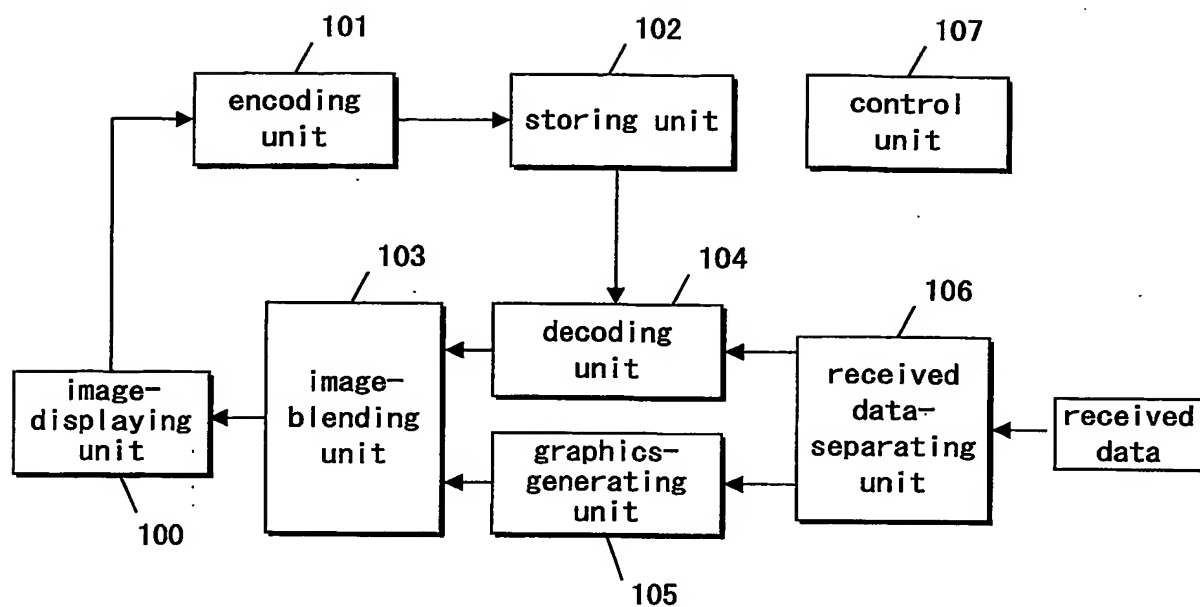 101
102
107
encoding
unit
storing unit
control
unit
103
104
106
decoding
unit
image-
displaying
unit
image-
blending
unit
received
data-
separating
unit
received
data
graphics-
generating
unit
100
105